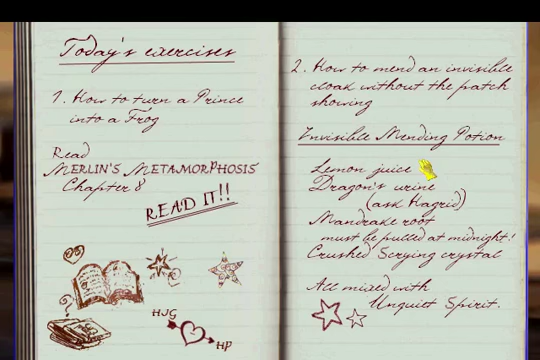 Today's exercises
1. How to turn a Prince
into a Frog
Read
MERLIN'S METAMORPHOSIS
Chapter 8
READ IT!!
HJG
HP
2. How to mend an invisible
cloak without the patch
showing
Invisible Mending Potion
Lemon juice
Dragon's urine
(ask Hagrid)
Mandrake root
must be pulled at midnight!
Crushed Scrying crystal
All mixed with
Unquiet Spirit.